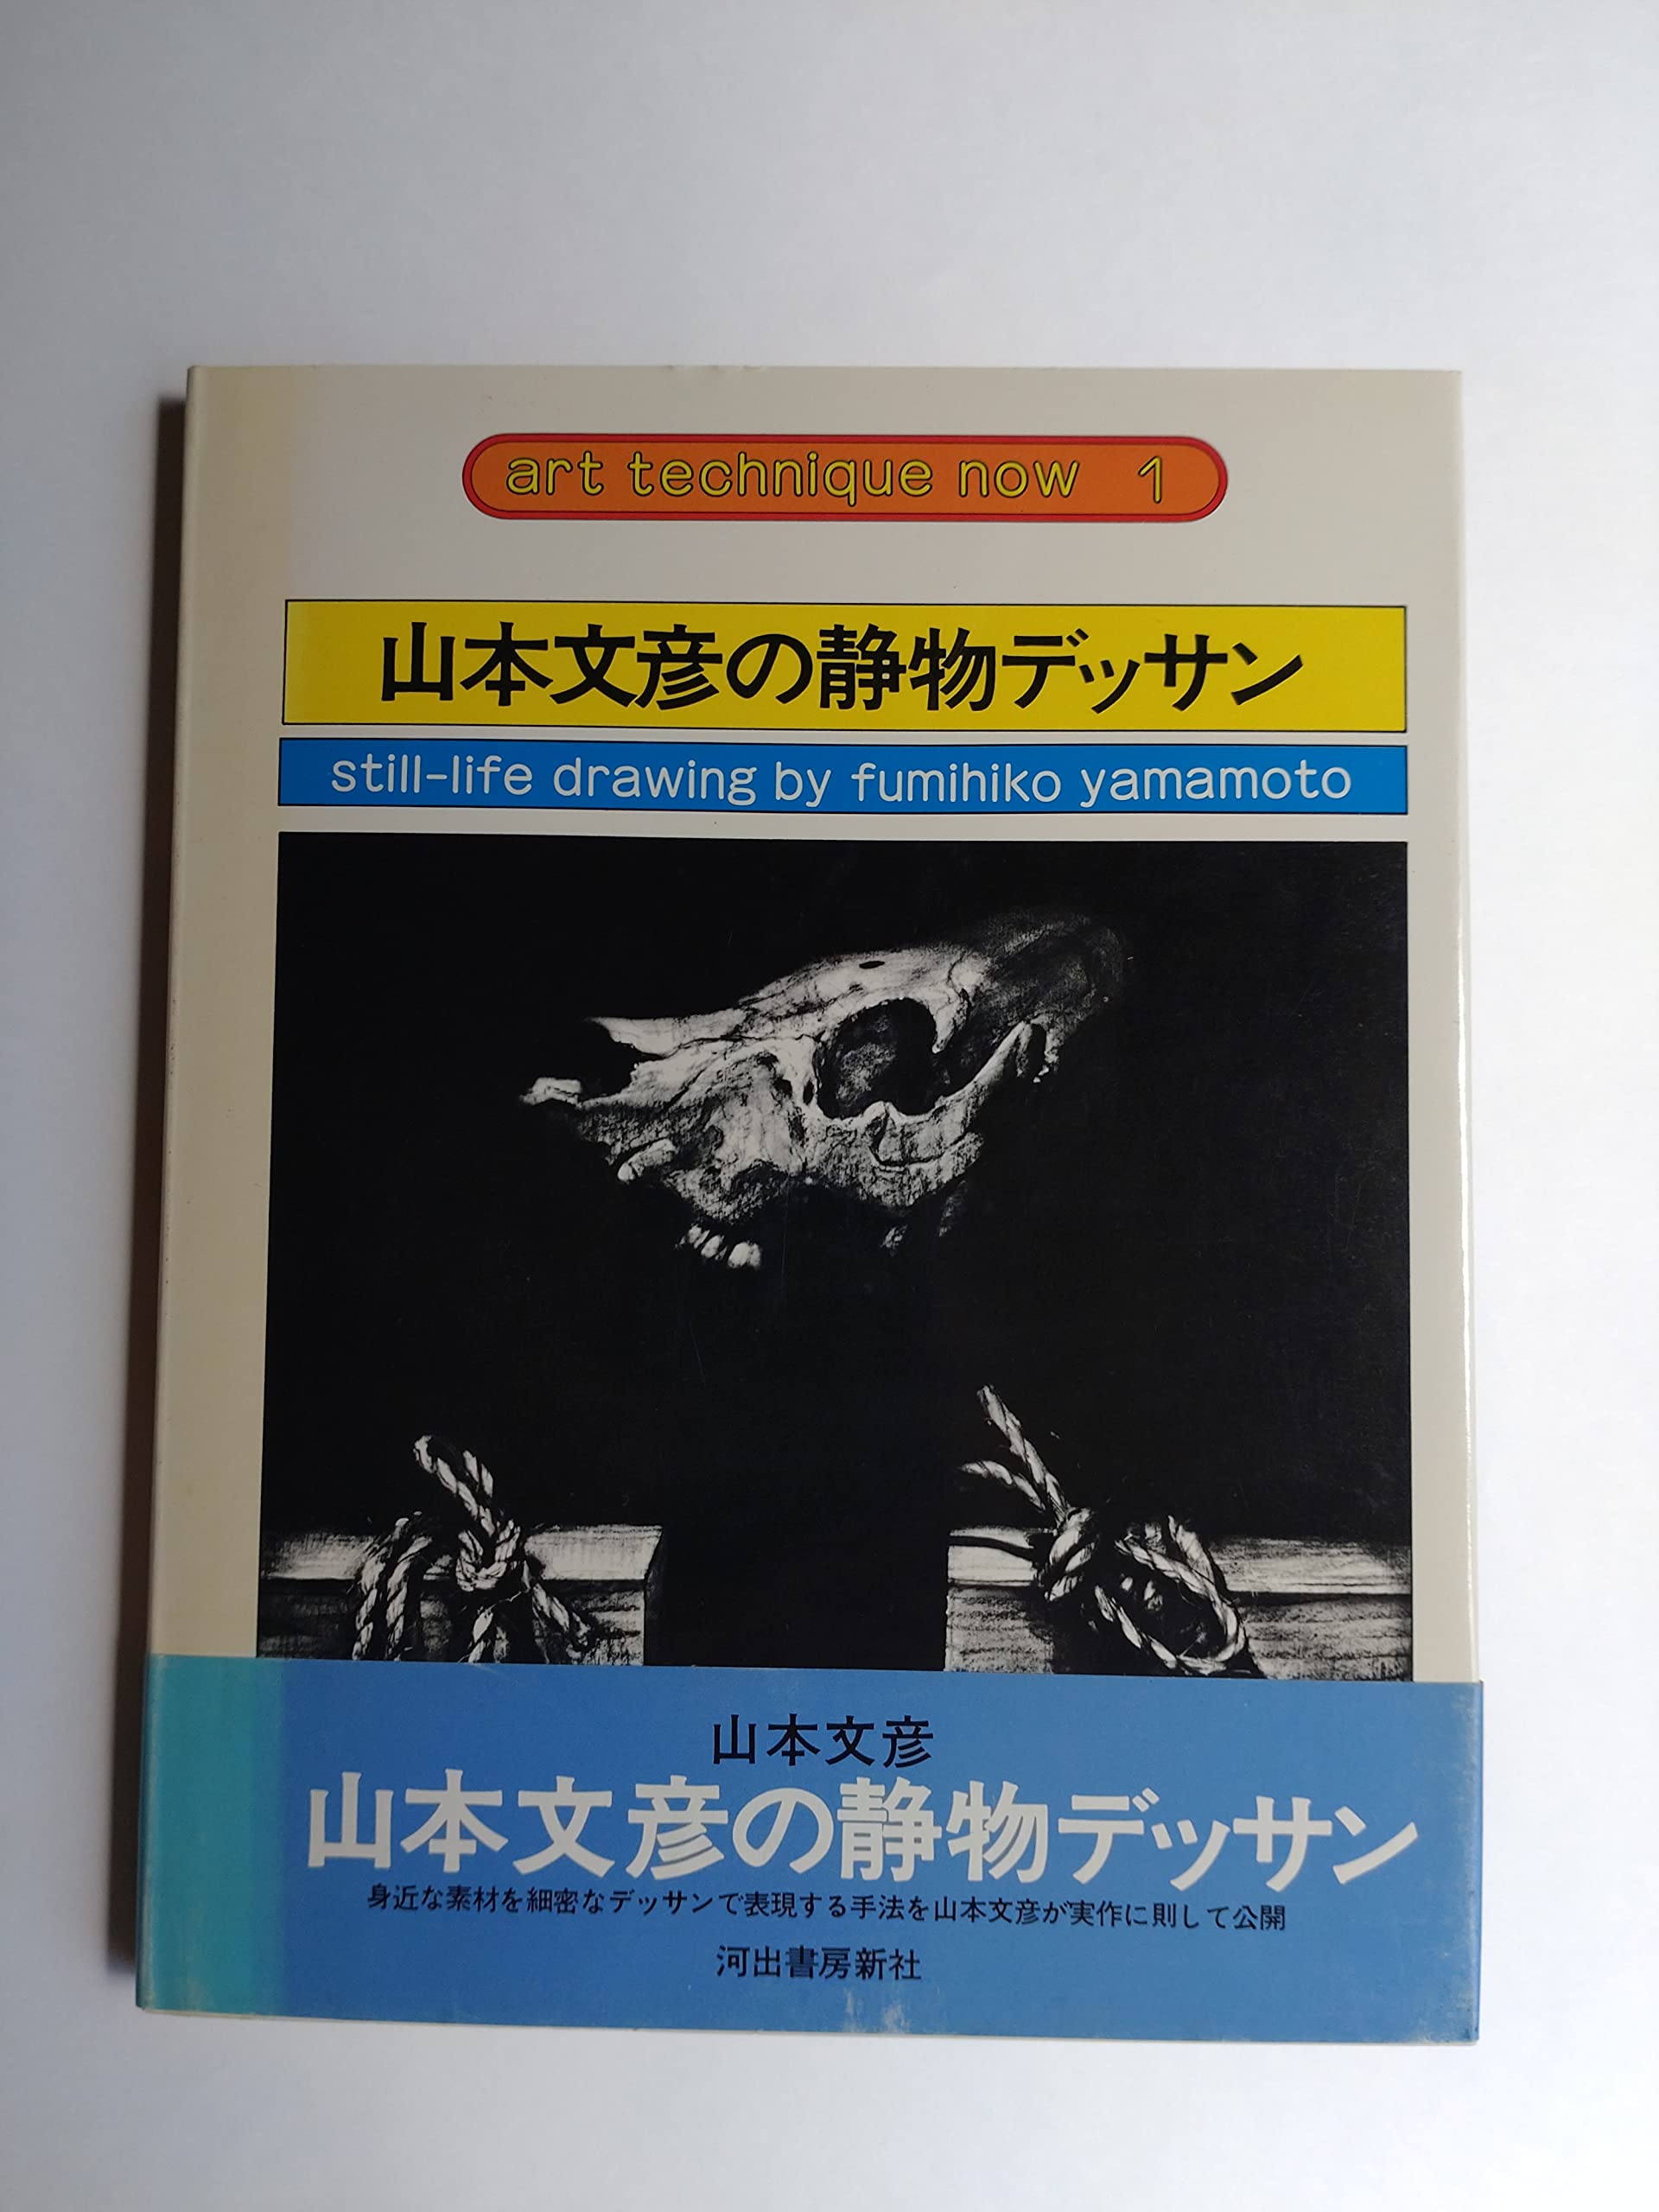 art technique now 1
山本文彦の静物デッサン
still-life drawing by fumihiko yamamoto
山本文彦
山本文彦の静物デッサン
身近な素材を細密なデッサンで表現する手法を山本文彦が実作に則して公開
河出書房新社